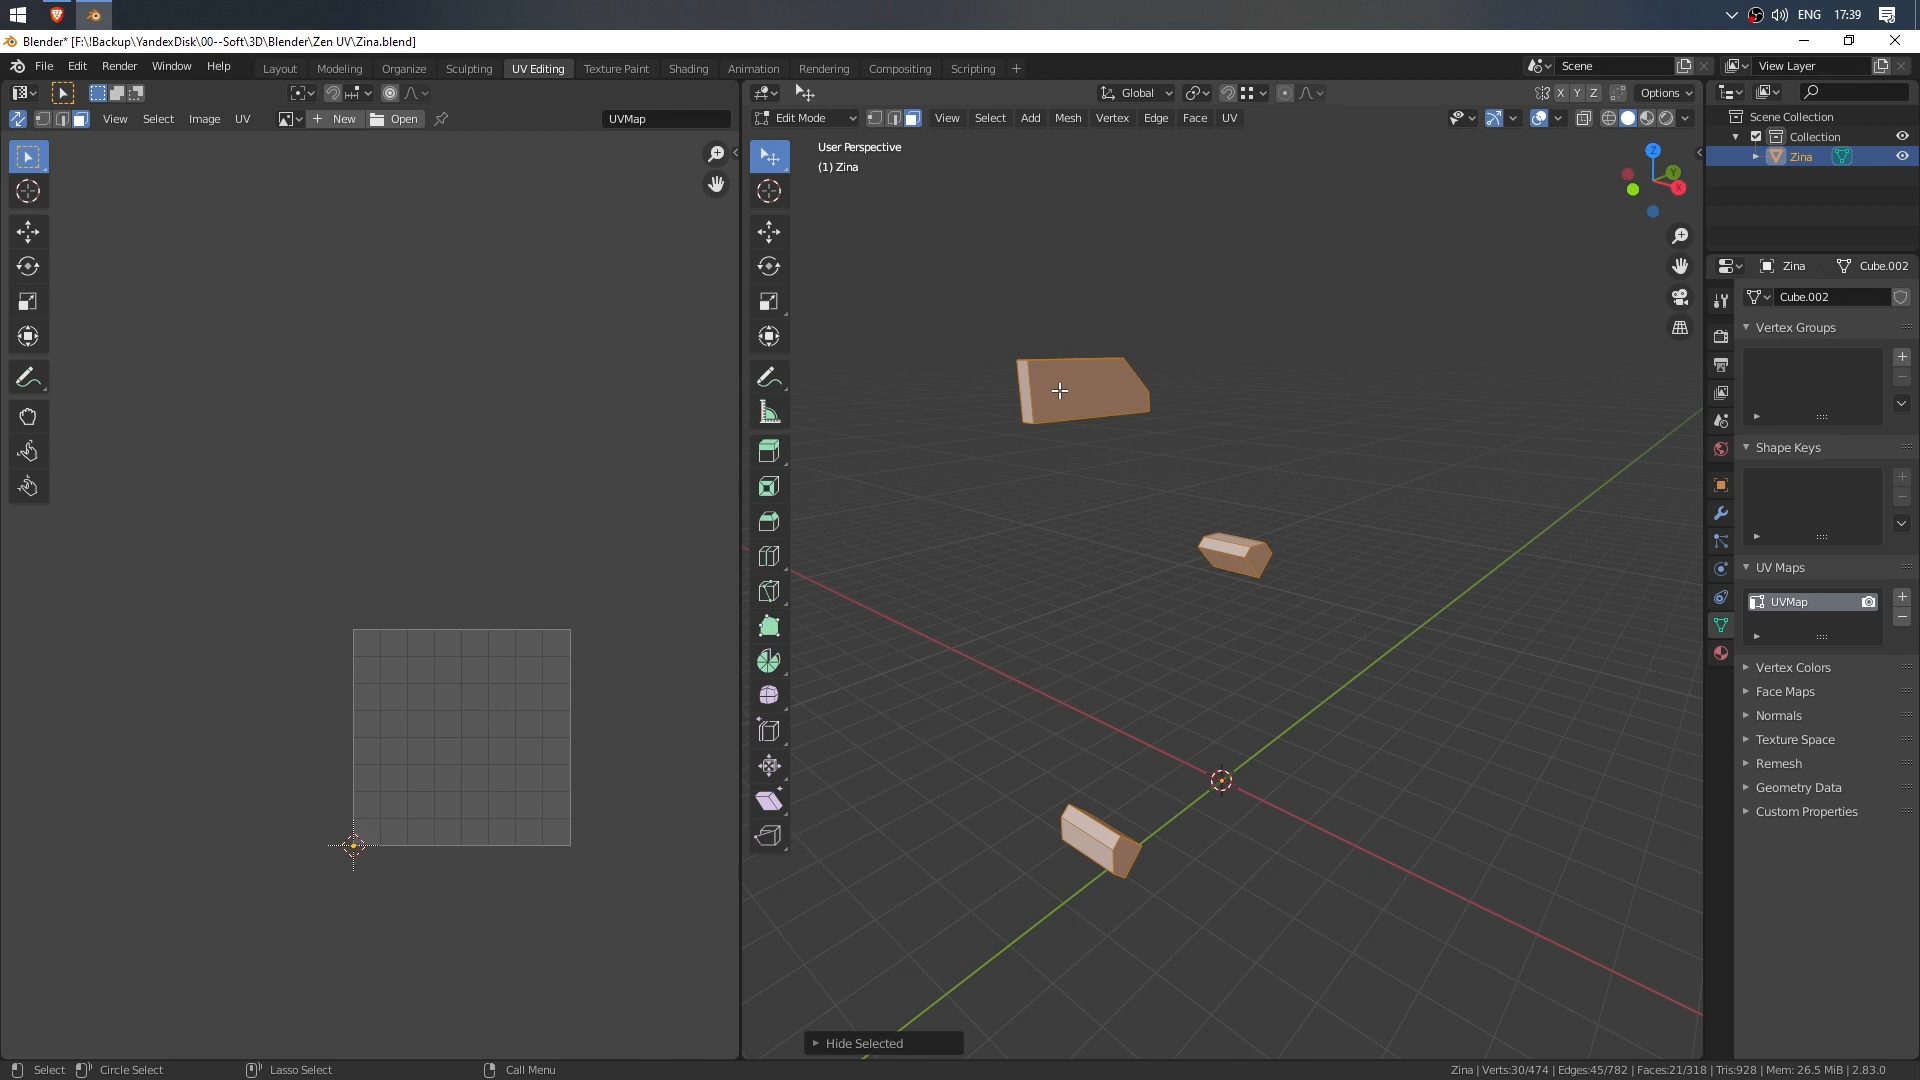 ENG 17:39
Blender* [F:\!Backup\YandexDisk\00--Soft\3D\Blender\Zen UV\Zina.blend]
File Edit Render Window Help Layout Modeling Organize Sculpting UV Editing Texture Paint Shading Animation Rendering Compositing Scripting + Scene View Layer
Global X Y Z Options
View Select Image UV + New Open UVMap
Edit Mode View Select Add Mesh Vertex Edge Face UV
Scene Collection
Collection
Zina
User Perspective
(1) Zina
Z
Y
X
Zina Cube.002
Cube.002
Vertex Groups
Shape Keys
UV Maps
UVMap
Vertex Colors
Face Maps
Normals
Texture Space
Remesh
Geometry Data
Custom Properties
Hide Selected
Select Circle Select Lasso Select Call Menu
Zina | Verts:30/474 | Edges:45/782 | Faces:21/318 | Tris:928 | Mem: 26.5 MiB | 2.83.0